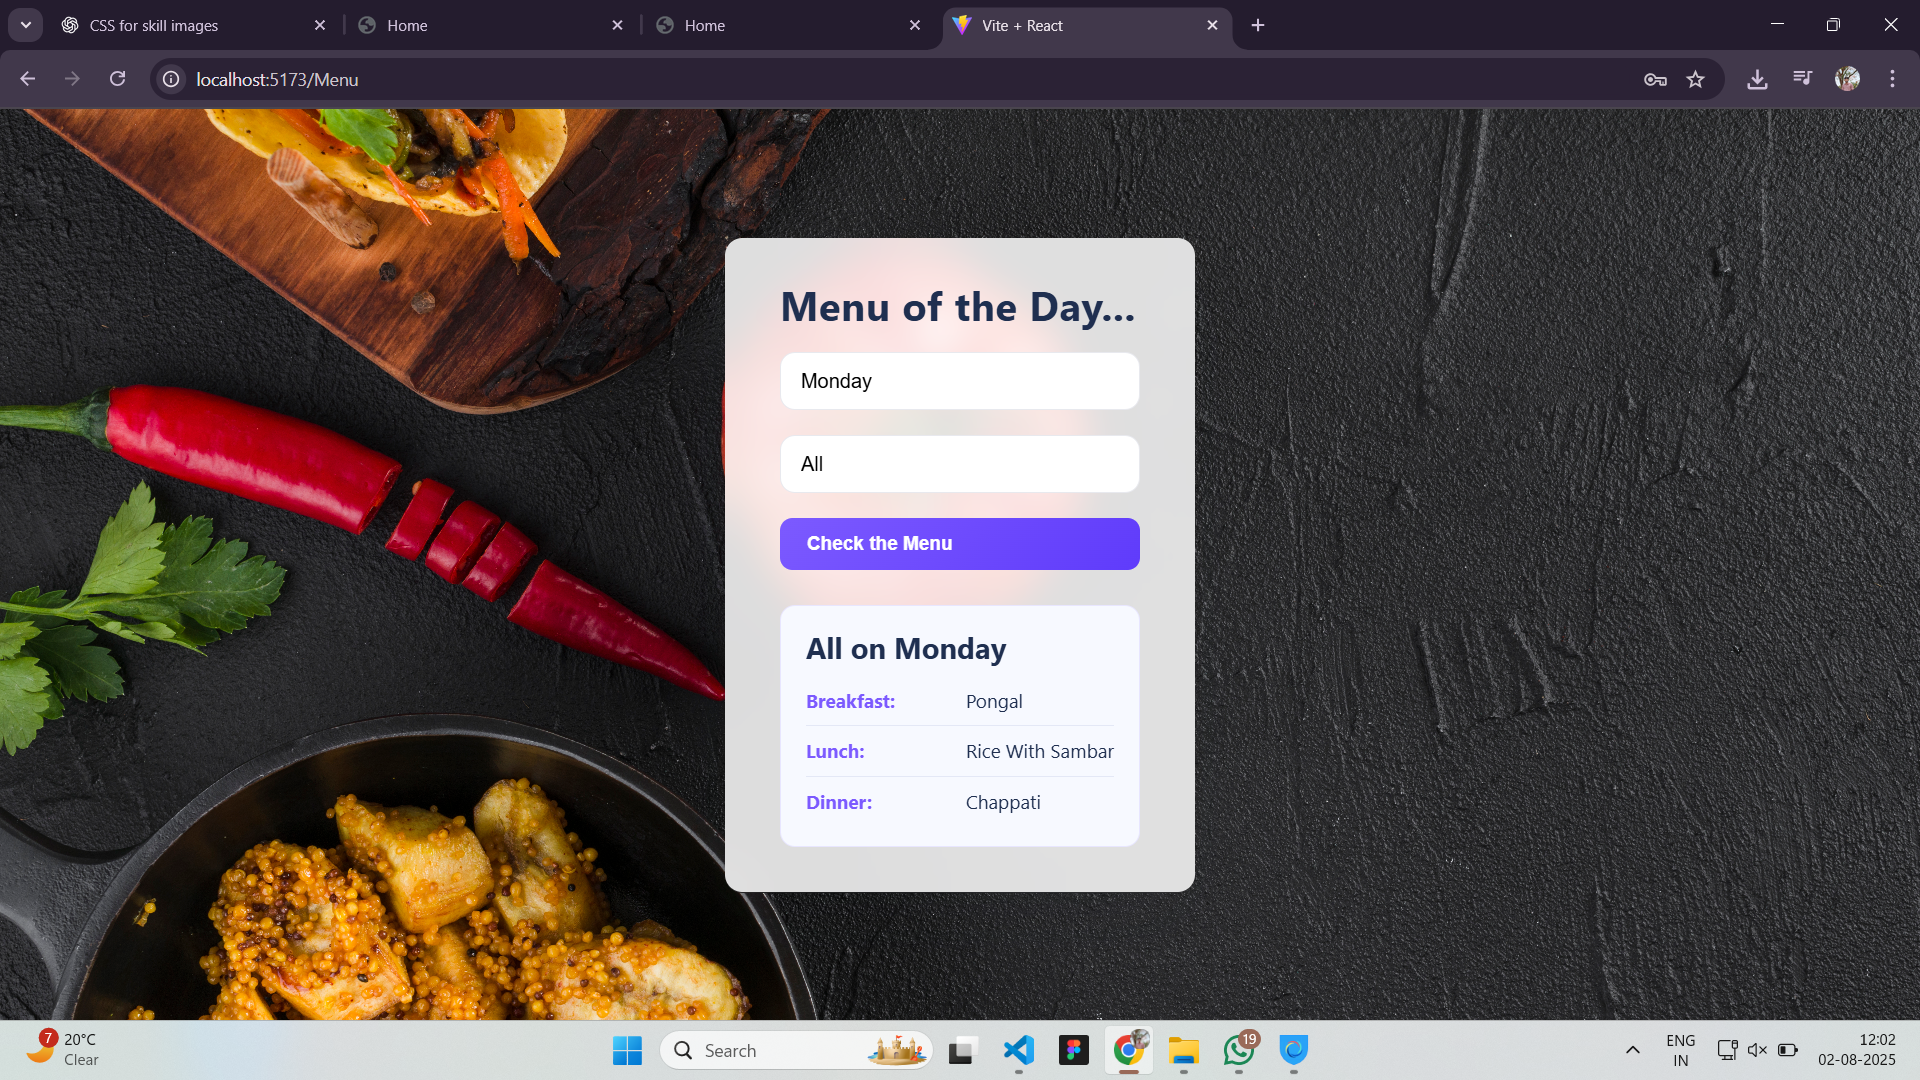 CSS for skill images
Home
Home
Vite + React
localhost:5173/Menu
Menu of the Day...
Monday
All
Check the Menu
All on Monday
Breakfast: Pongal
Lunch: Rice With Sambar
Dinner: Chappati
7
20°C
Clear
Search
19
ENG
IN
12:02
02-08-2025